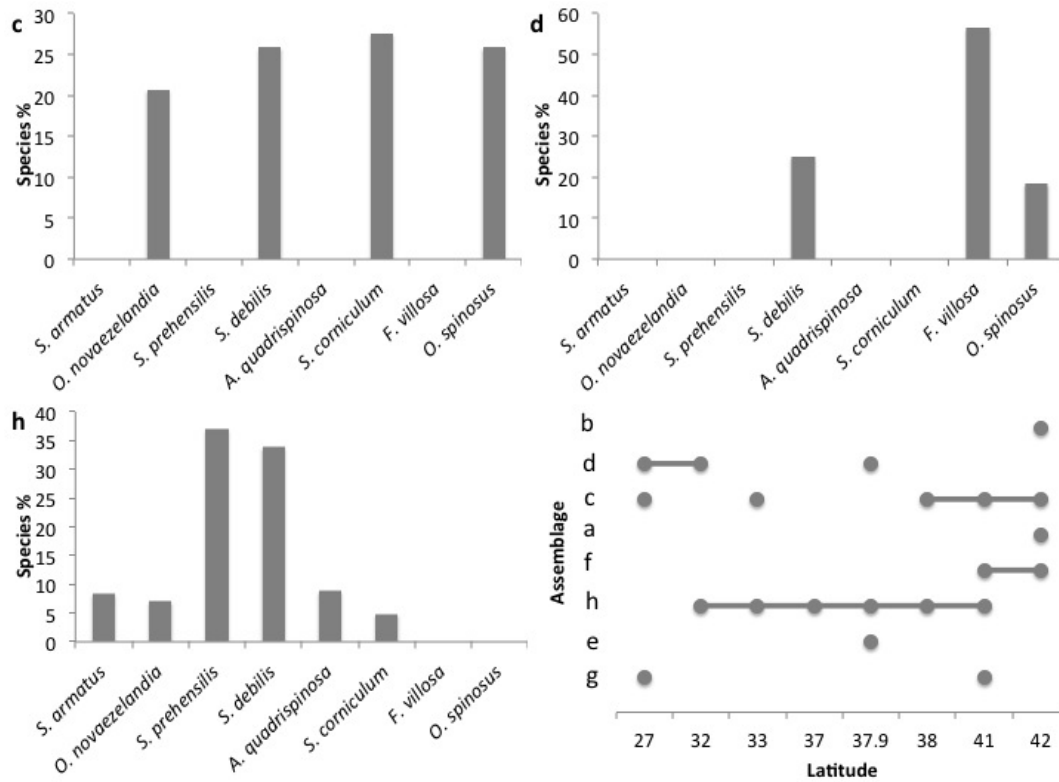 c
Species %
30
25
20
15
10
5
0
S. armatus
O. novaezelandia
S. prehensilis
S. debilis
A. quadrispinosa
S. corniculum
F. villosa
O. spinosus
d
Species %
60
50
40
30
20
10
0
S. armatus
O. novaezelandia
S. prehensilis
S. debilis
A. quadrispinosa
S. corniculum
F. villosa
O. spinosus
h
Species %
40
35
30
25
20
15
10
5
0
S. armatus
O. novaezelandia
S. prehensilis
S. debilis
A. quadrispinosa
S. corniculum
F. villosa
O. spinosus
Assemblage
b
d
c
a
f
h
e
g
27 32 33 37 37.9 38 41 42
Latitude